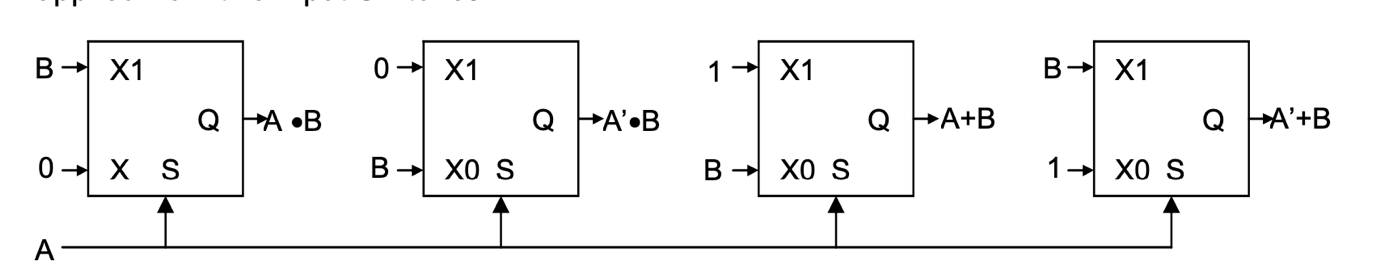 B X1 0 X1 1 X1 B X1
Q A •B Q A'•B Q A+B Q A'+B
0 X S B X0 S B X0 S 1 X0 S
A